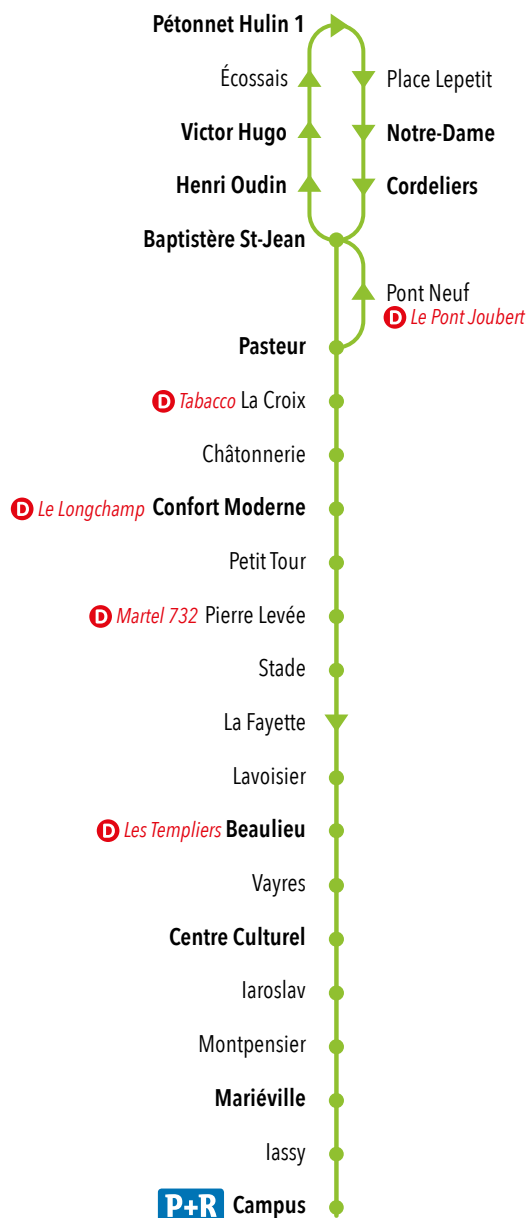 Pétonnet Hulin 1
Écossais
Place Lepetit
Victor Hugo
Notre-Dame
Henri Oudin
Cordeliers
Baptistère St-Jean
Pont Neuf
D Le Pont Joubert
Pasteur
D Tabacco La Croix
Châtonnerie
D Le Longchamp Confort Moderne
Petit Tour
D Martel 732 Pierre Levée
Stade
La Fayette
Lavoisier
D Les Templiers Beaulieu
Vayres
Centre Culturel
Iaroslav
Montpensier
Mariéville
Iassy
P+R Campus